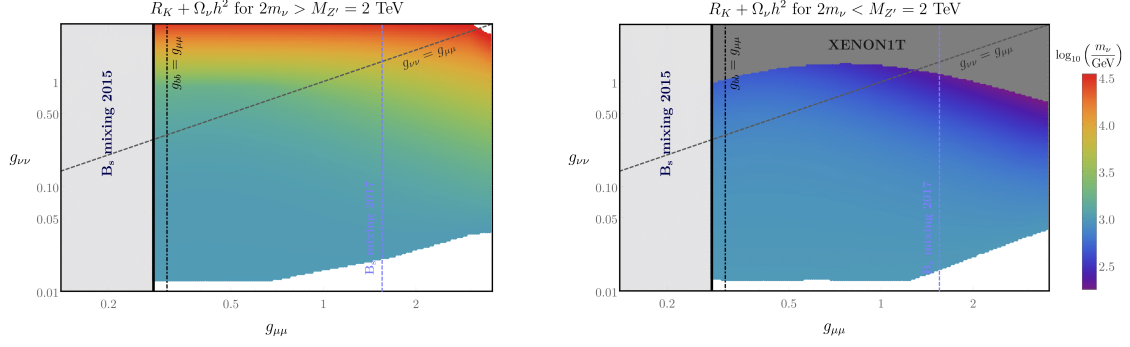 R_K + Ω_νh² for 2m_ν > M_Z′ = 2 TeV
g_νν
1
0.50
0.10
0.05
0.01
B_s mixing 2015
g_bb = g_μμ
g_νν = g_μμ
B_s mixing 2017
0.2
0.5
1
2
g_μμ
R_K + Ω_νh² for 2m_ν < M_Z′ = 2 TeV
g_νν
1
0.50
0.10
0.05
0.01
B_s mixing 2015
g_bb = g_μμ
XENON1T
g_νν = g_μμ
B_s mixing 2017
0.2
0.5
1
2
g_μμ
log₁₀(m_ν/GeV)
4.5
4.0
3.5
3.0
2.5